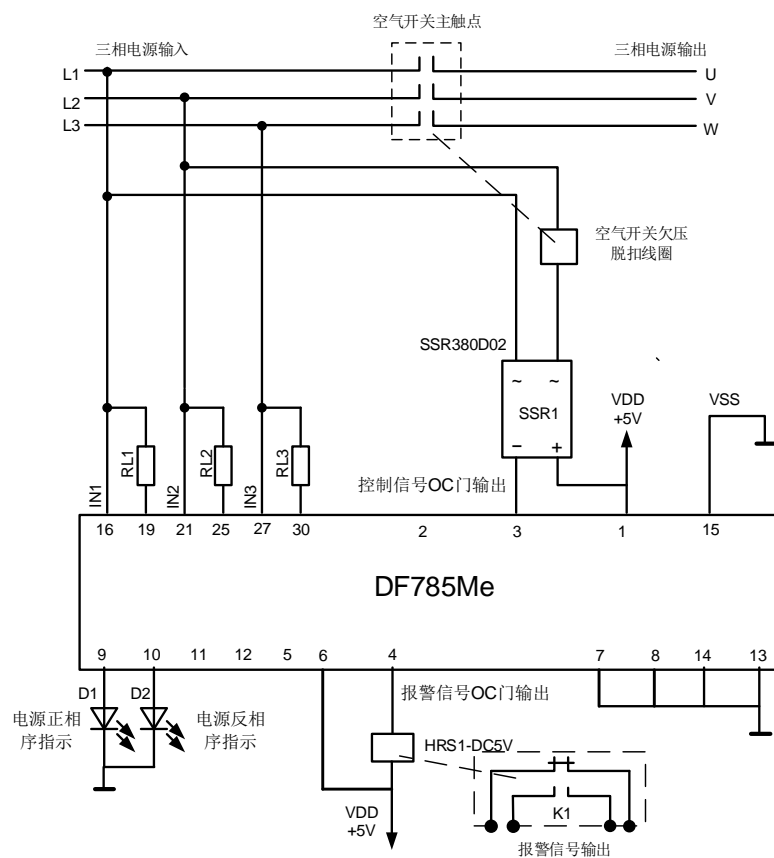 空气开关主触点
三相电源输入
三相电源输出
L1
U
L2
V
L3
W
空气开关欠压
脱扣线圈
SSR380D02
~ ~
SSR1
− +
VDD
+5V
VSS
RL1
RL2
RL3
IN1
IN2
IN3
控制信号OC门输出
16 19 21 25 27 30 2 3 1 15
DF785Me
9 10 11 12 5 6 4 7 8 14 13
D1
D2
报警信号OC门输出
电源正相
序指示
电源反相
序指示
HRS1-DC5V
K1
VDD
+5V
报警信号输出